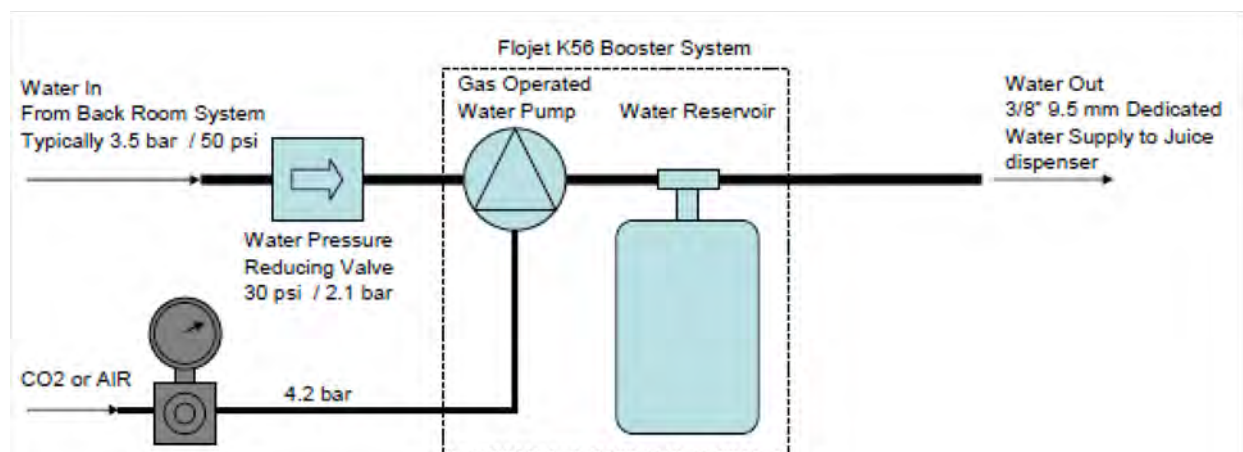 Flojet K56 Booster System
Water In
From Back Room System
Typically 3.5 bar / 50 psi
Gas Operated
Water Pump
Water Reservoir
Water Out
3/8" 9.5 mm Dedicated
Water Supply to Juice
dispenser
Water Pressure
Reducing Valve
30 psi / 2.1 bar
CO2 or AIR
4.2 bar